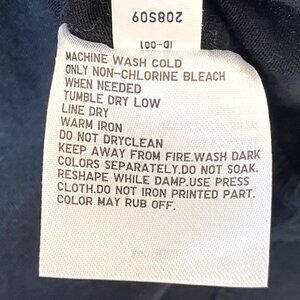 208S09
ID-001
MACHINE WASH COLD
ONLY NON-CHLORINE BLEACH
WHEN NEEDED
TUMBLE DRY LOW
LINE DRY
WARM IRON
DO NOT DRYCLEAN
KEEP AWAY FROM FIRE.WASH DARK
COLORS SEPARATELY.DO NOT SOAK.
RESHAPE WHILE DAMP.USE PRESS
CLOTH.DO NOT IRON PRINTED PART.
COLOR MAY RUB OFF.